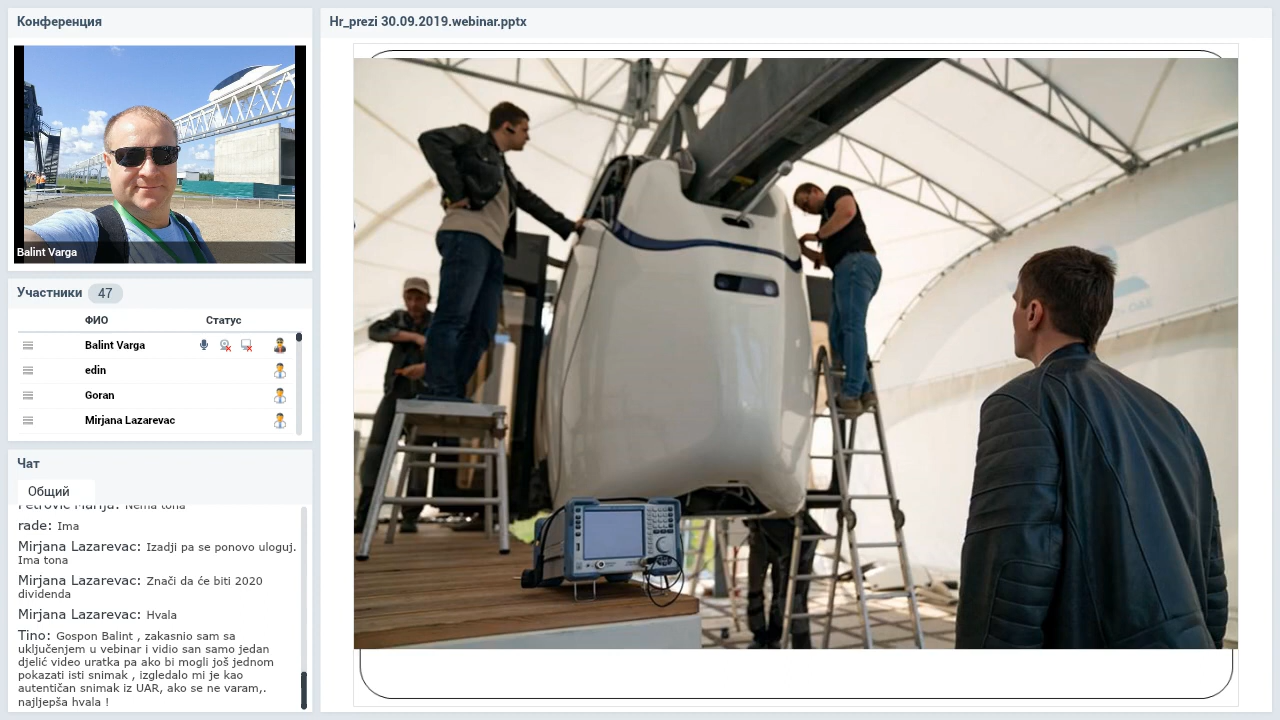 Конференция
Balint Varga
Участники 47
ФИО Статус
Balint Varga
edin
Goran
Mirjana Lazarevac
Чат
Общий
Petrovic Marija: Nema tona
rade: Ima
Mirjana Lazarevac: Izadji pa se ponovo uloguj.
Ima tona
Mirjana Lazarevac: Znači da će biti 2020
dividenda
Mirjana Lazarevac: Hvala
Tino: Gospon Balint , zakasnio sam sa
uključenjem u vebinar i vidio san samo jedan
djelić video uratka pa ako bi mogli još jednom
pokazati isti snimak , izgledalo mi je kao
autentičan snimak iz UAR, ako se ne varam,.
najljepša hvala !
Hr_prezi 30.09.2019.webinar.pptx